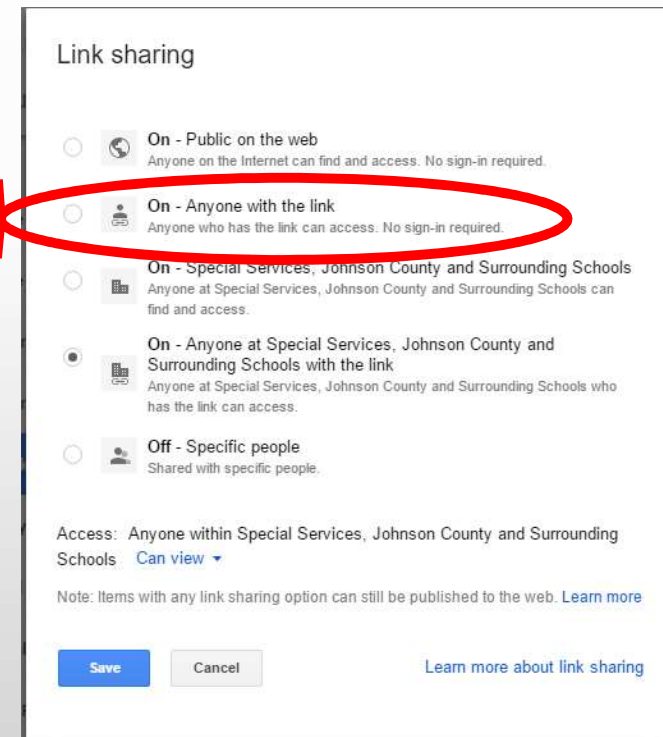 Link sharing
On - Public on the web
Anyone on the Internet can find and access. No sign-in required.
On - Anyone with the link
Anyone who has the link can access. No sign-in required.
On - Special Services, Johnson County and Surrounding Schools
Anyone at Special Services, Johnson County and Surrounding Schools can
find and access.
On - Anyone at Special Services, Johnson County and
Surrounding Schools with the link
Anyone at Special Services, Johnson County and Surrounding Schools who
has the link can access.
Off - Specific people
Shared with specific people.
Access: Anyone within Special Services, Johnson County and Surrounding
Schools Can view
Note: Items with any link sharing option can still be published to the web. Learn more
Save Cancel Learn more about link sharing